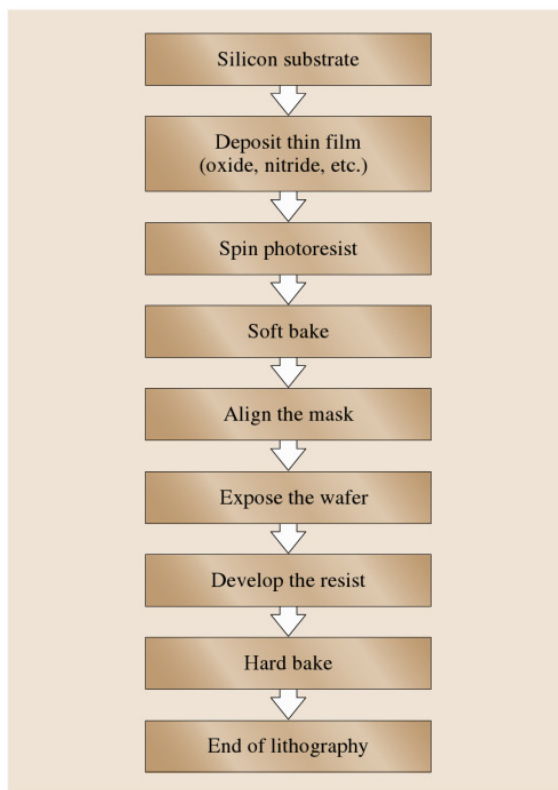 Silicon substrate
Deposit thin film
(oxide, nitride, etc.)
Spin photoresist
Soft bake
Align the mask
Expose the wafer
Develop the resist
Hard bake
End of lithography